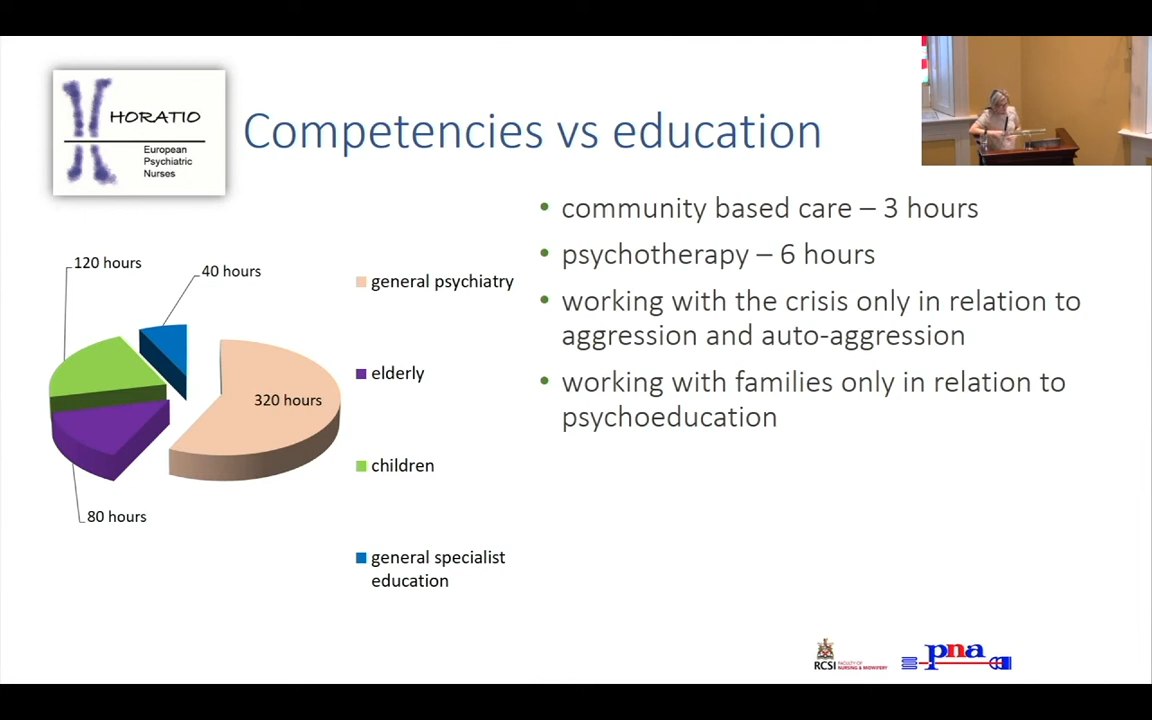 HORATIO
European
Psychiatric
Nurses
Competencies vs education
120 hours
40 hours
320 hours
80 hours
general psychiatry
elderly
children
general specialist
education
• community based care – 3 hours
• psychotherapy – 6 hours
• working with the crisis only in relation to
aggression and auto-aggression
• working with families only in relation to
psychoeducation
RCSI FACULTY OF
NURSING & MIDWIFERY
pna